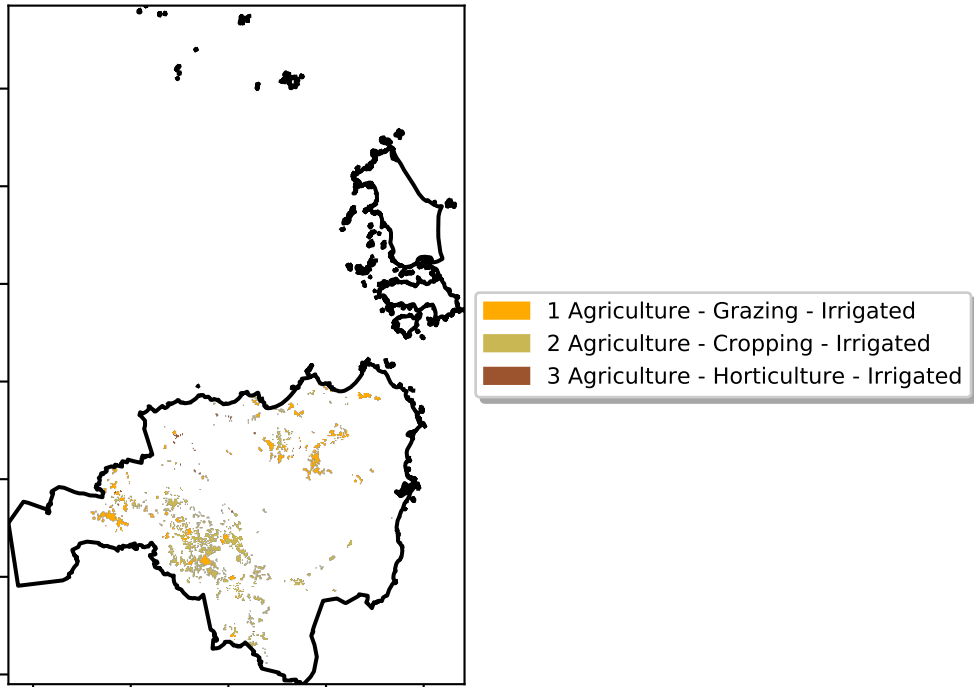 1 Agriculture - Grazing - Irrigated
2 Agriculture - Cropping - Irrigated
3 Agriculture - Horticulture - Irrigated